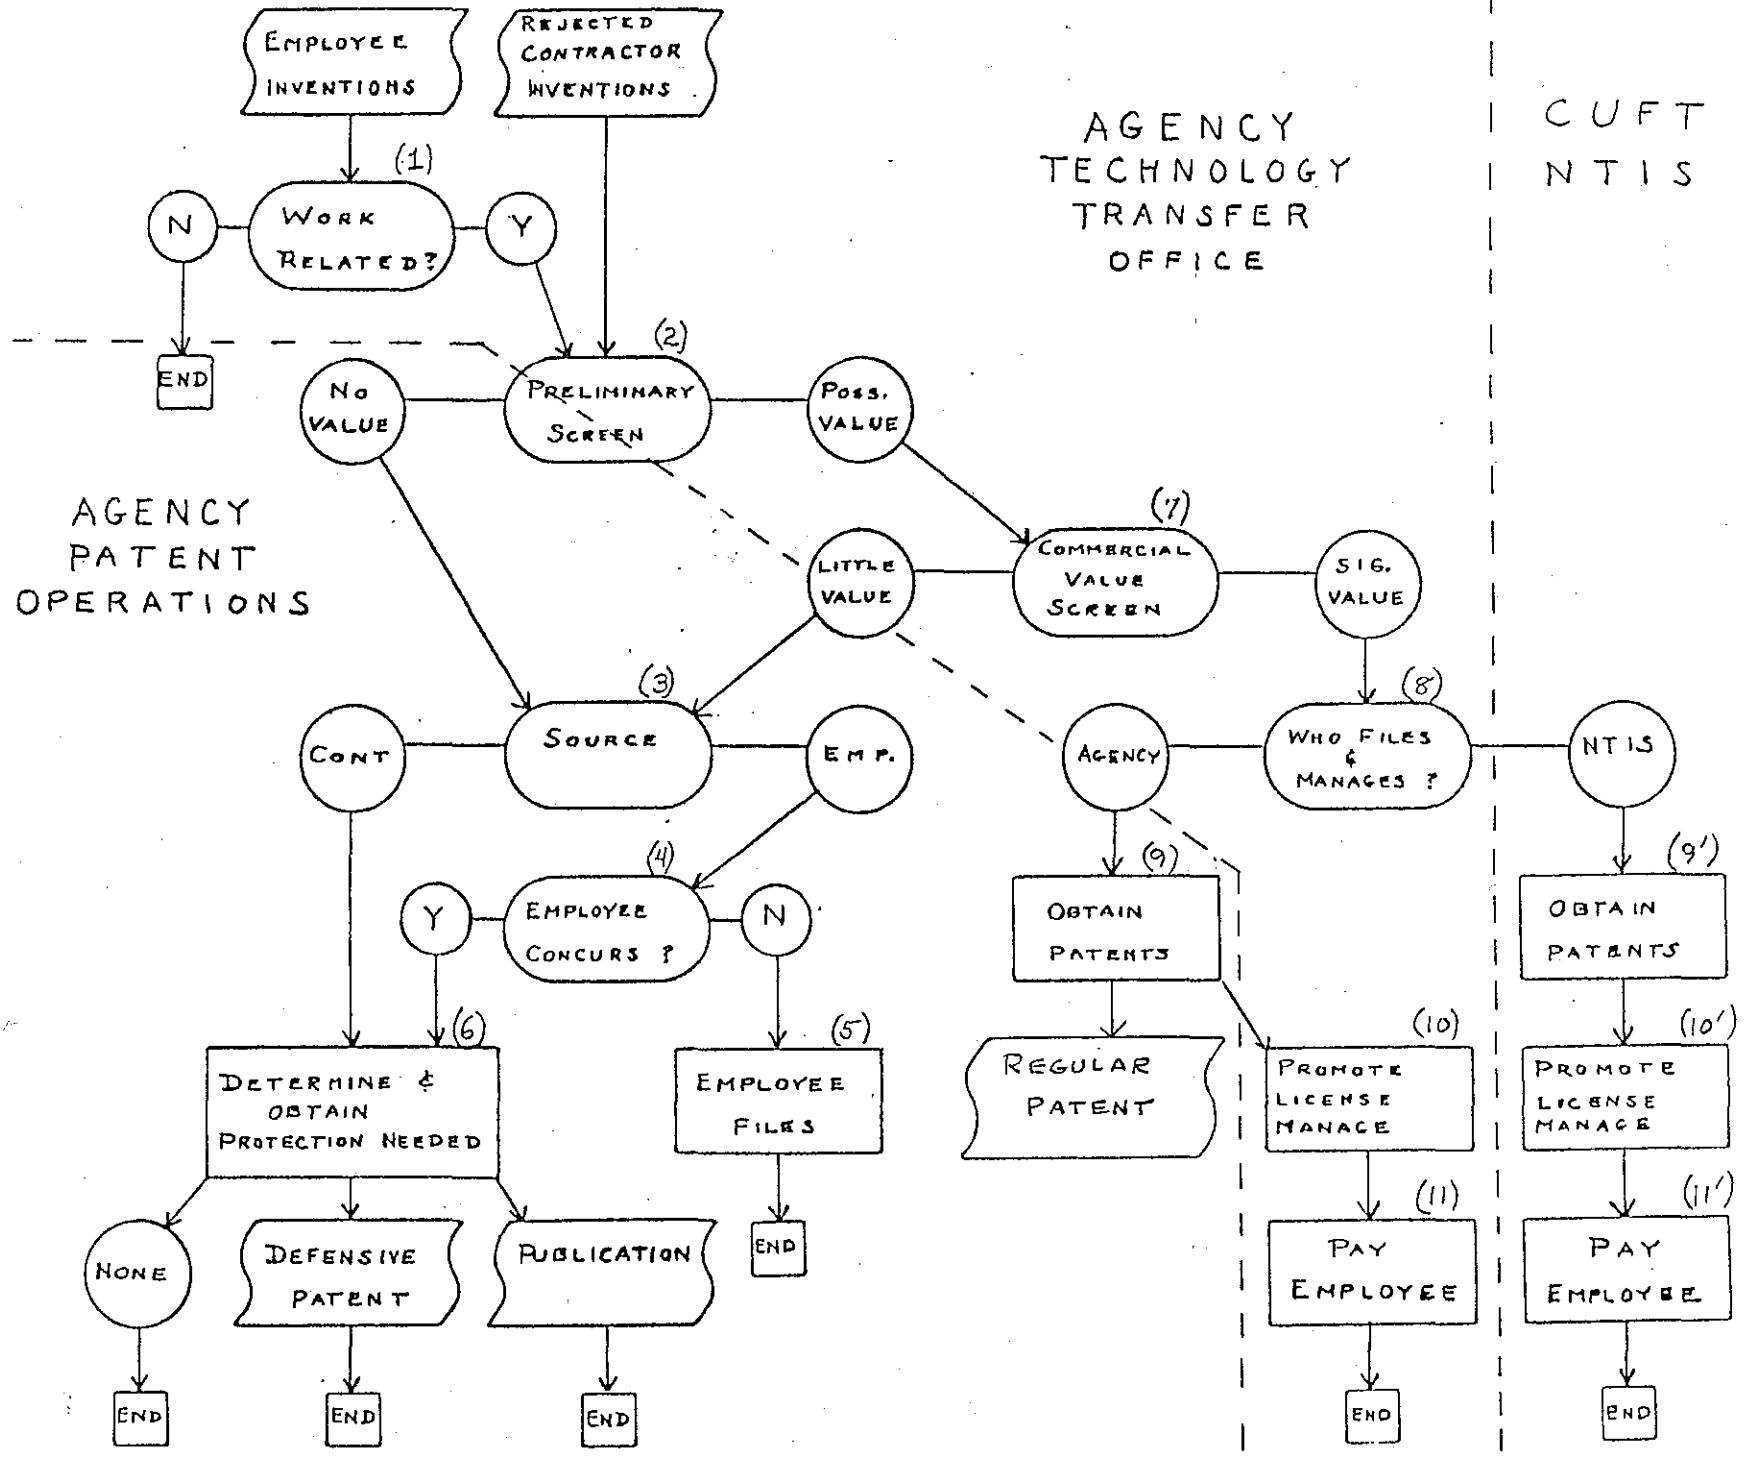 EMPLOYEE
INVENTIONS
REJECTED
CONTRACTOR
INVENTIONS
AGENCY
TECHNOLOGY
TRANSFER
OFFICE
CUFT
NTIS
(1)
N
WORK
RELATED?
Y
END
(2)
NO
VALUE
PRELIMINARY
SCREEN
POSS.
VALUE
AGENCY
PATENT
OPERATIONS
(7)
LITTLE
VALUE
COMMERCIAL
VALUE
SCREEN
SIG.
VALUE
(3)
CONT
SOURCE
EMP.
(8)
AGENCY
WHO FILES
&
MANAGES ?
NTIS
(4)
Y
EMPLOYEE
CONCURS ?
N
(9)
OBTAIN
PATENTS
(9')
OBTAIN
PATENTS
(6)
DETERMINE &
OBTAIN
PROTECTION NEEDED
(5)
EMPLOYEE
FILES
REGULAR
PATENT
(10)
PROMOTE
LICENSE
MANAGE
(10')
PROMOTE
LICENSE
MANAGE
NONE
DEFENSIVE
PATENT
PUBLICATION
END
(11)
PAY
EMPLOYEE
(11')
PAY
EMPLOYEE
END
END
END
END
END